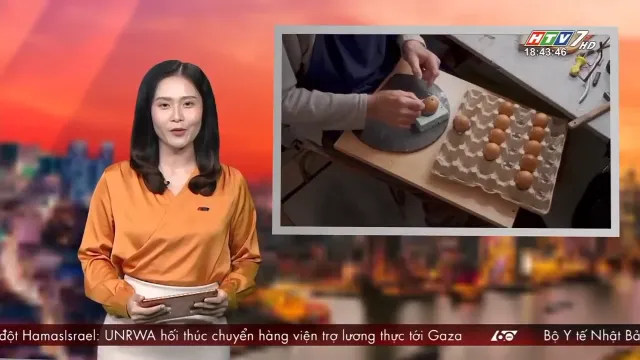 HTV7 HD
18:43:46
đột HamasIsrael: UNRWA hối thúc chuyển hàng viện trợ lương thực tới Gaza 60 Bộ Y tế Nhật Bả